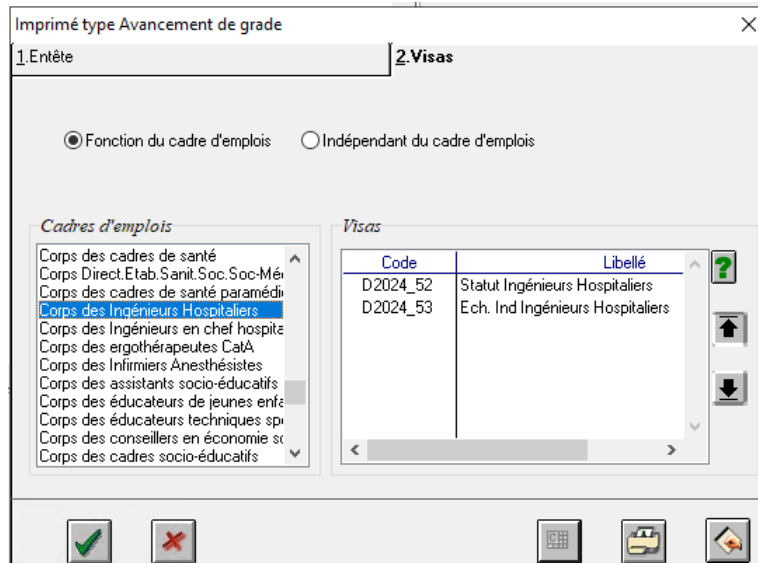 Imprimé type Avancement de grade
1.Entête
2.Visas
Fonction du cadre d'emplois
Indépendant du cadre d'emplois
Cadres d'emplois
Corps des cadres de santé
Corps Direct.Etab.Sanit.Soc.Soc-Mé
Corps des cadres de santé paramédi
Corps des Ingénieurs Hospitaliers
Corps des Ingénieurs en chef hospita
Corps des ergothérapeutes CatA
Corps des Infirmiers Anesthésistes
Corps des assistants socio-éducatifs
Corps des éducateurs de jeunes enfa
Corps des éducateurs techniques spé
Corps des conseillers en économie so
Corps des cadres socio-éducatifs
Visas
Code Libellé
D2024_52 Statut Ingénieurs Hospitaliers
D2024_53 Ech. Ind Ingénieurs Hospitaliers
?